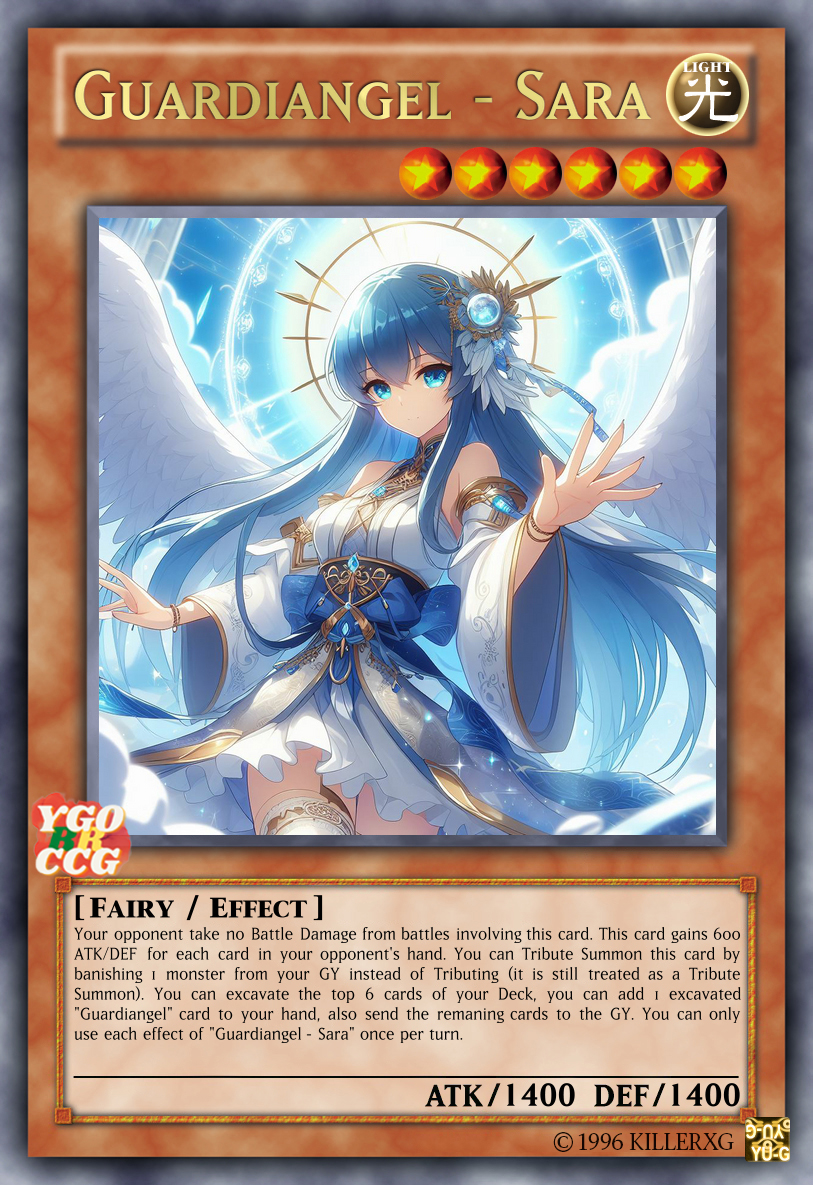 GUARDIANGEL - SARA
LIGHT
光
YGO
BR
CCG
[ FAIRY / EFFECT ]
Your opponent take no Battle Damage from battles involving this card. This card gains 600
ATK/DEF for each card in your opponent's hand. You can Tribute Summon this card by
banishing 1 monster from your GY instead of Tributing (it is still treated as a Tribute
Summon). You can excavate the top 6 cards of your Deck, you can add 1 excavated
"Guardiangel" card to your hand, also send the remaning cards to the GY. You can only
use each effect of "Guardiangel - Sara" once per turn.
ATK/1400 DEF/1400
© 1996 KILLERXG